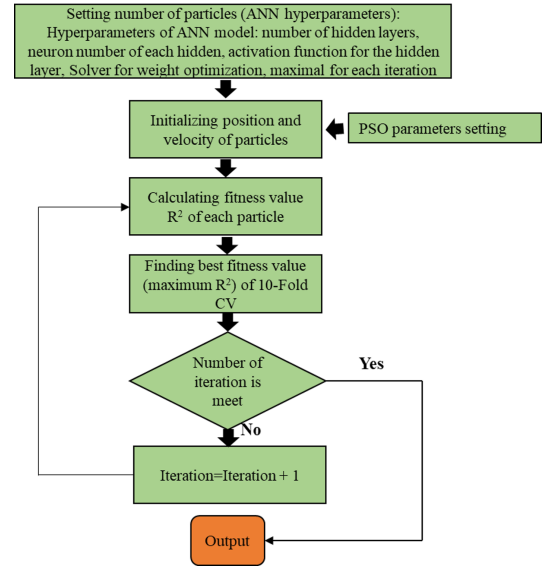 Setting number of particles (ANN hyperparameters):
Hyperparameters of ANN model: number of hidden layers,
neuron number of each hidden, activation function for the hidden
layer, Solver for weight optimization, maximal for each iteration
Initializing position and
velocity of particles
PSO parameters setting
Calculating fitness value
R² of each particle
Finding best fitness value
(maximum R²) of 10-Fold
CV
Number of
iteration is
meet
Yes
No
Iteration=Iteration + 1
Output